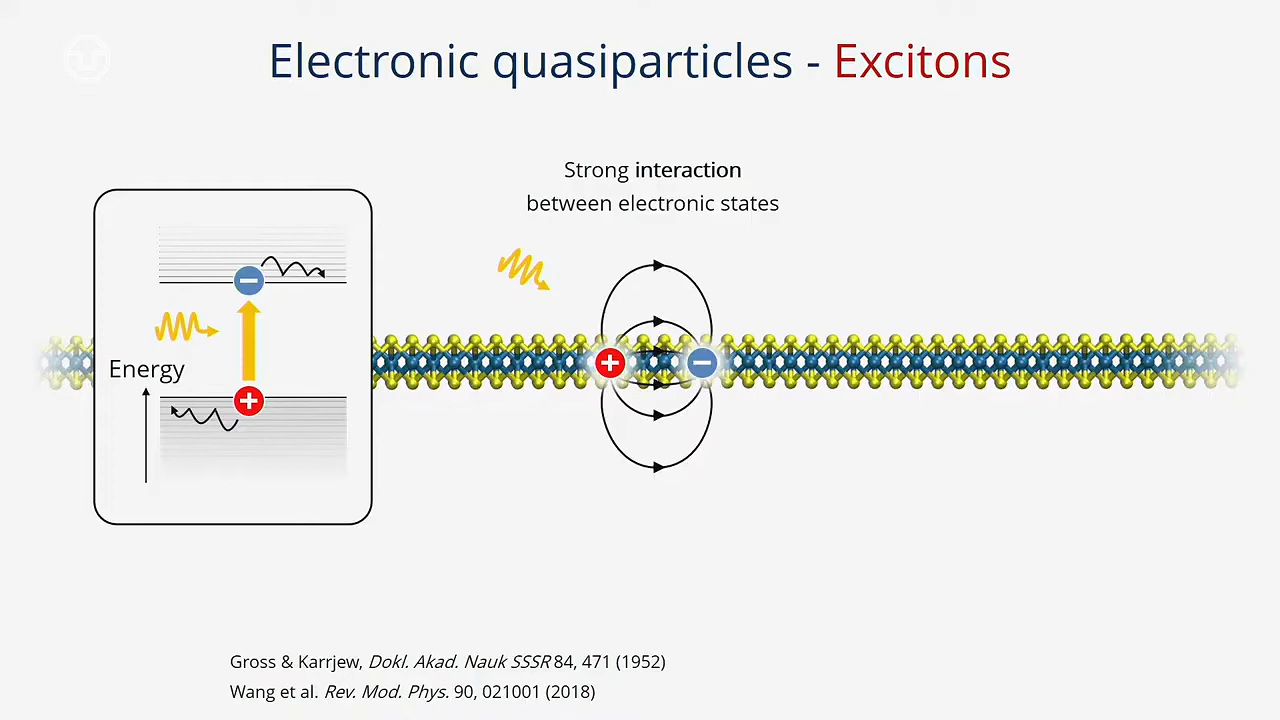 Electronic quasiparticles - Excitons
Strong interaction
between electronic states
Energy
Gross & Karrjew, Dokl. Akad. Nauk SSSR 84, 471 (1952)
Wang et al. Rev. Mod. Phys. 90, 021001 (2018)